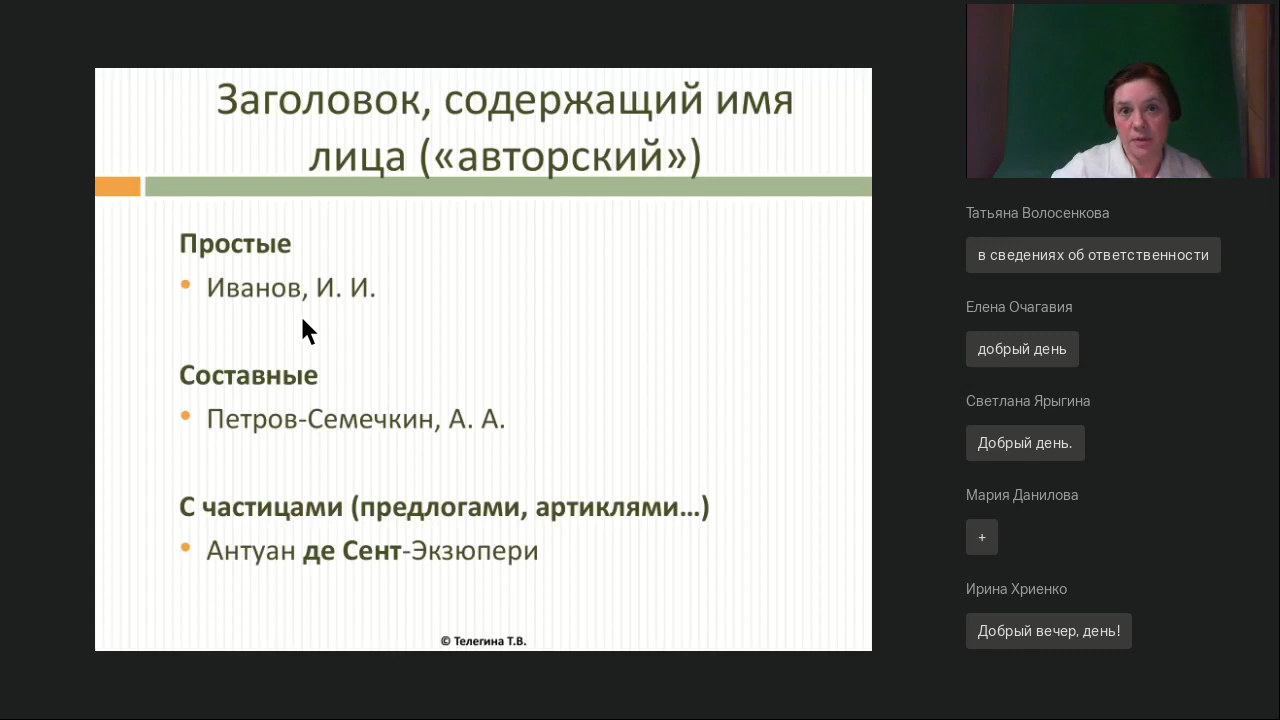 Заголовок, содержащий имя
лица («авторский»)
Простые
Иванов, И. И.
Составные
Петров-Семечкин, А. А.
С частицами (предлогами, артиклями...)
Антуан де Сент-Экзюпери
© Телегина Т.В.
Татьяна Волосенкова
в сведениях об ответственности
Елена Очагавия
добрый день
Светлана Ярыгина
Добрый день.
Мария Данилова
+
Ирина Хриенко
Добрый вечер, день!